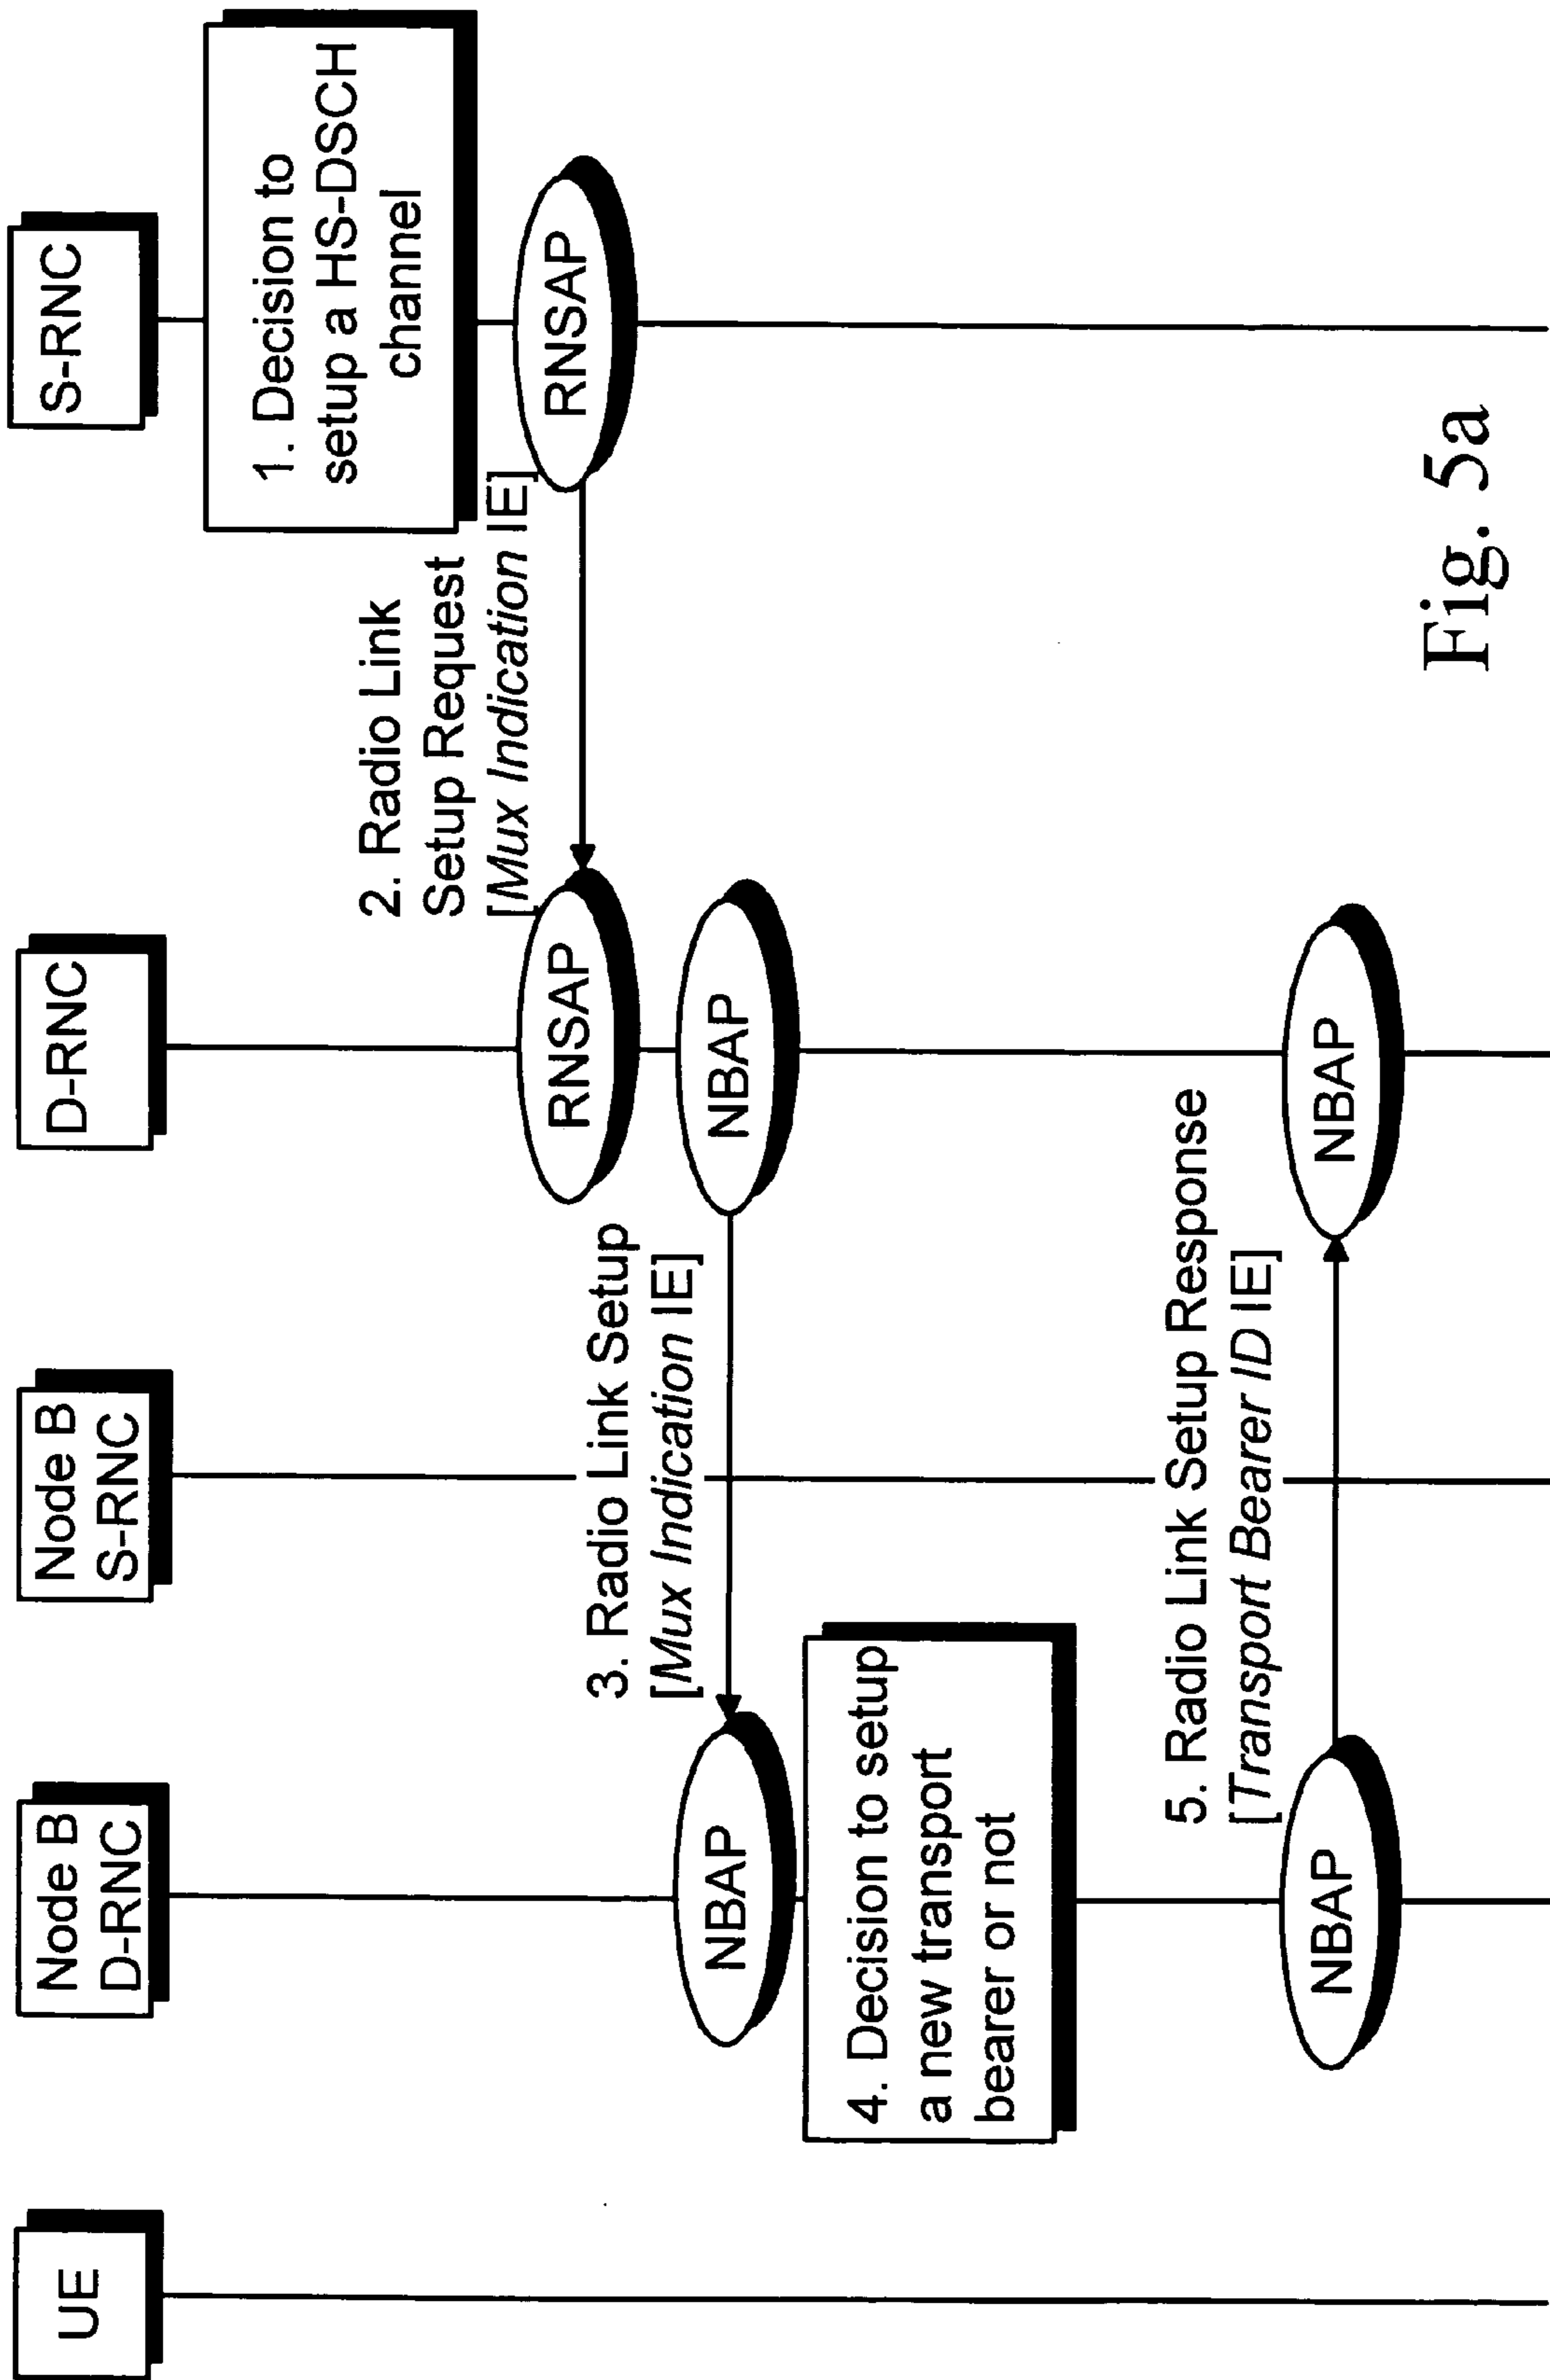 UE
Node B
D-RNC
Node B
S-RNC
D-RNC
S-RNC
1. Decision to
setup a HS-DSCH
channel
2. Radio Link
Setup Request
[Mux Indication IE]
RNSAP
RNSAP
3. Radio Link Setup
[Mux Indication IE]
NBAP
NBAP
4. Decision to setup
a new transport
bearer or not
5. Radio Link Setup Response
[Transport Bearer ID IE]
NBAP
NBAP
Fig. 5a